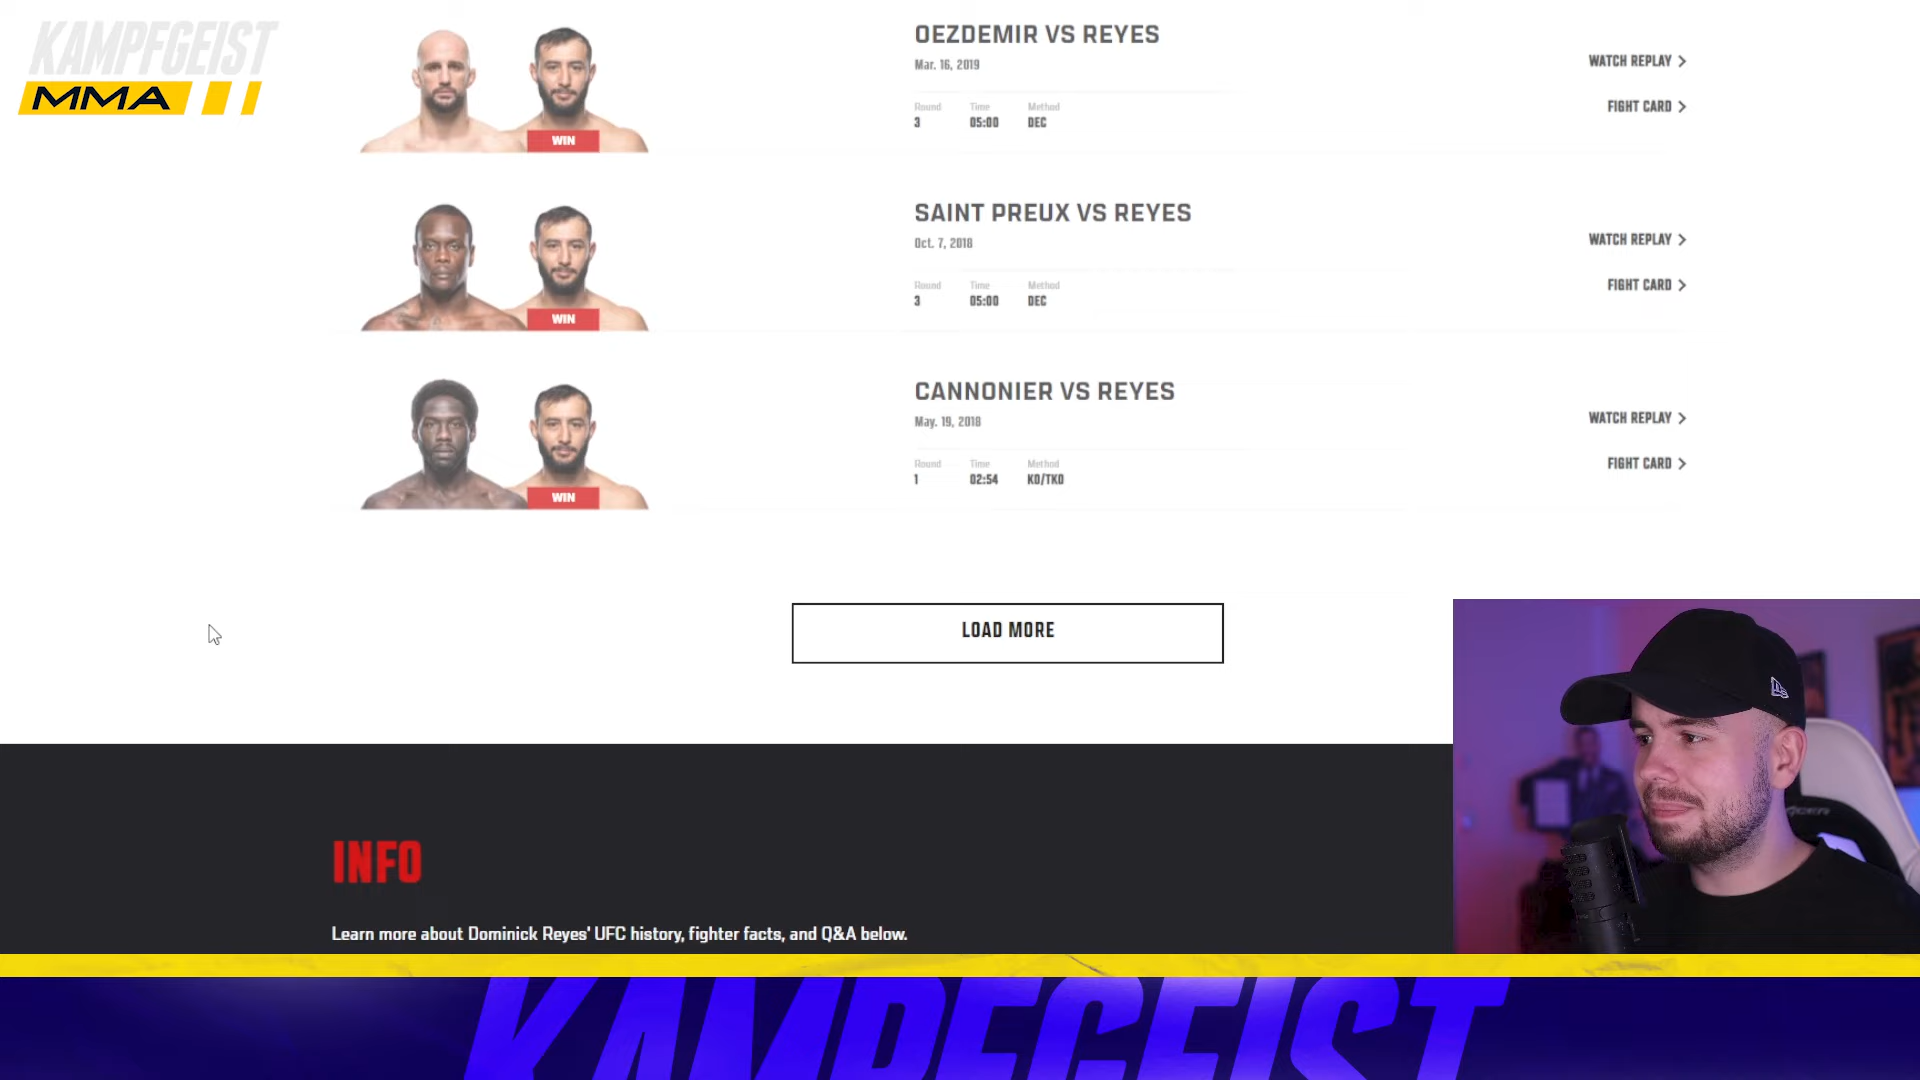 KAMPFGEIST
MMA
OEZDEMIR VS REYES
Mar. 16, 2019
Round Time Method
3 05:00 DEC
WATCH REPLAY
FIGHT CARD
WIN
SAINT PREUX VS REYES
Oct. 7, 2018
Round Time Method
3 05:00 DEC
WATCH REPLAY
FIGHT CARD
WIN
CANNONIER VS REYES
May. 19, 2018
Round Time Method
1 02:54 KO/TKO
WATCH REPLAY
FIGHT CARD
WIN
LOAD MORE
INFO
Learn more about Dominick Reyes' UFC history, fighter facts, and Q&A below.
KAMPFGEIST